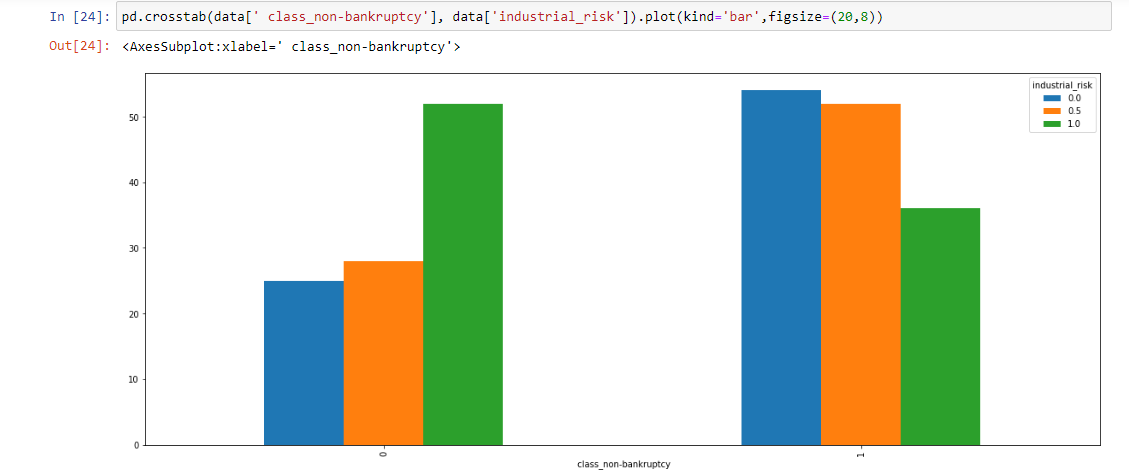 In [24]: pd.crosstab(data[' class_non-bankruptcy'], data['industrial_risk']).plot(kind='bar',figsize=(20,8))
Out[24]: <AxesSubplot:xlabel=' class_non-bankruptcy'>
industrial_risk
0.0
0.5
1.0
50
40
30
20
10
0
0
1
class_non-bankruptcy